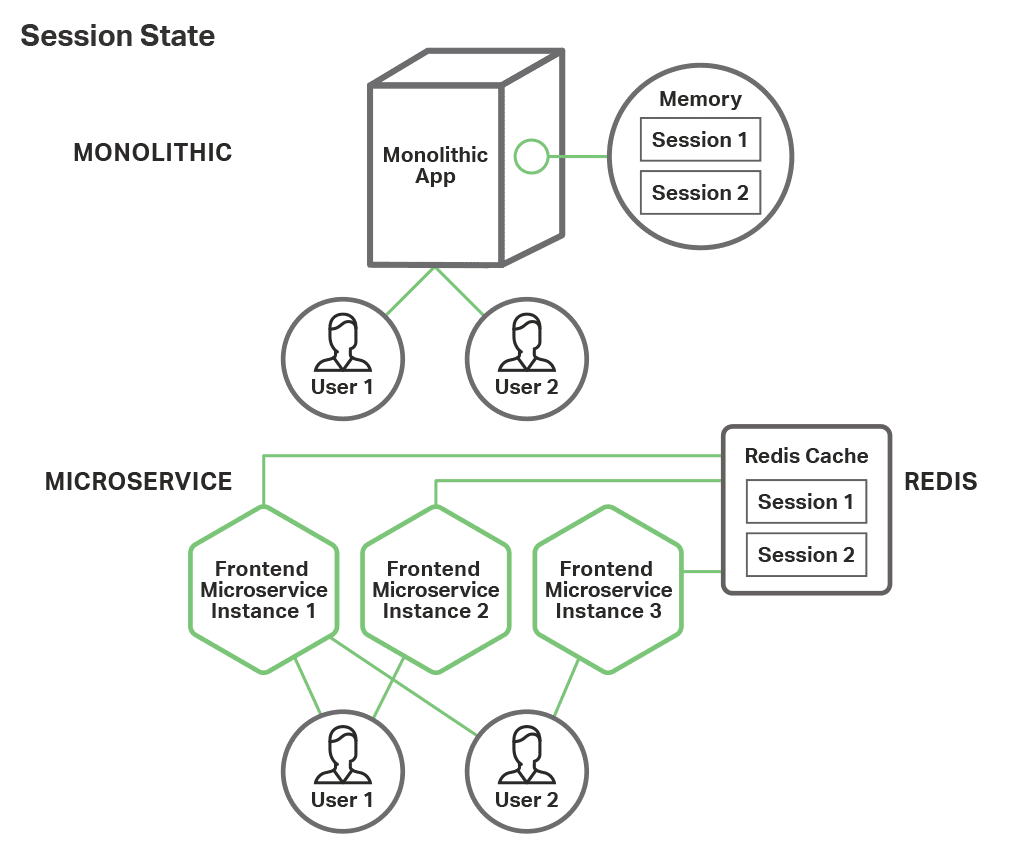 Session State
MONOLITHIC
Monolithic
App
Memory
Session 1
Session 2
User 1
User 2
MICROSERVICE
Redis Cache
Session 1
Session 2
REDIS
Frontend
Microservice
Instance 1
Frontend
Microservice
Instance 2
Frontend
Microservice
Instance 3
User 1
User 2